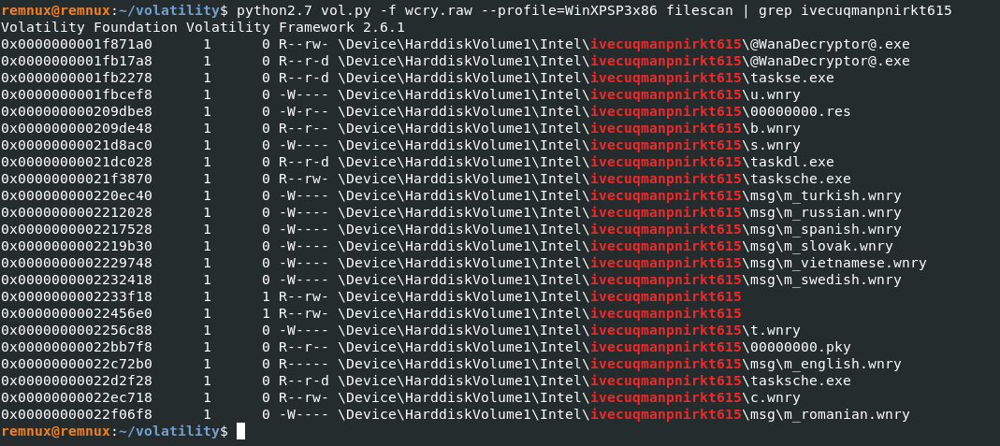 remnux@remnux:~/volatility$ python2.7 vol.py -f wcry.raw --profile=WinXPSP3x86 filescan | grep ivecuqmanpnirkt615
Volatility Foundation Volatility Framework 2.6.1
0x0000000001f871a0      1      0 R--rw- \Device\HarddiskVolume1\Intel\ivecuqmanpnirkt615\@WanaDecryptor@.exe
0x0000000001fb17a8      1      0 R--r-d \Device\HarddiskVolume1\Intel\ivecuqmanpnirkt615\@WanaDecryptor@.exe
0x0000000001fb2278      1      0 R--r-d \Device\HarddiskVolume1\Intel\ivecuqmanpnirkt615\taskse.exe
0x0000000001fbcef8      1      0 -W---- \Device\HarddiskVolume1\Intel\ivecuqmanpnirkt615\u.wnry
0x000000000209dbe8      1      0 -W-r-- \Device\HarddiskVolume1\Intel\ivecuqmanpnirkt615\00000000.res
0x000000000209de48      1      0 R--r-- \Device\HarddiskVolume1\Intel\ivecuqmanpnirkt615\b.wnry
0x00000000021d8ac0      1      0 -W---- \Device\HarddiskVolume1\Intel\ivecuqmanpnirkt615\s.wnry
0x00000000021dc028      1      0 R--r-d \Device\HarddiskVolume1\Intel\ivecuqmanpnirkt615\taskdl.exe
0x00000000021f3870      1      0 R--rw- \Device\HarddiskVolume1\Intel\ivecuqmanpnirkt615\tasksche.exe
0x000000000220ec40      1      0 -W---- \Device\HarddiskVolume1\Intel\ivecuqmanpnirkt615\msg\m_turkish.wnry
0x0000000002212028      1      0 -W---- \Device\HarddiskVolume1\Intel\ivecuqmanpnirkt615\msg\m_russian.wnry
0x0000000002217528      1      0 -W---- \Device\HarddiskVolume1\Intel\ivecuqmanpnirkt615\msg\m_spanish.wnry
0x0000000002219b30      1      0 -W---- \Device\HarddiskVolume1\Intel\ivecuqmanpnirkt615\msg\m_slovak.wnry
0x0000000002229748      1      0 -W---- \Device\HarddiskVolume1\Intel\ivecuqmanpnirkt615\msg\m_vietnamese.wnry
0x0000000002232418      1      0 -W---- \Device\HarddiskVolume1\Intel\ivecuqmanpnirkt615\msg\m_swedish.wnry
0x0000000002233f18      1      1 R--rw- \Device\HarddiskVolume1\Intel\ivecuqmanpnirkt615
0x00000000022456e0      1      1 R--rw- \Device\HarddiskVolume1\Intel\ivecuqmanpnirkt615
0x0000000002256c88      1      0 -W---- \Device\HarddiskVolume1\Intel\ivecuqmanpnirkt615\t.wnry
0x00000000022bb7f8      1      0 R--r-- \Device\HarddiskVolume1\Intel\ivecuqmanpnirkt615\00000000.pky
0x00000000022c72b0      1      0 R----- \Device\HarddiskVolume1\Intel\ivecuqmanpnirkt615\msg\m_english.wnry
0x00000000022d2f28      1      0 R--r-d \Device\HarddiskVolume1\Intel\ivecuqmanpnirkt615\tasksche.exe
0x00000000022ec718      1      0 R--rw- \Device\HarddiskVolume1\Intel\ivecuqmanpnirkt615\c.wnry
0x00000000022f06f8      1      0 -W---- \Device\HarddiskVolume1\Intel\ivecuqmanpnirkt615\msg\m_romanian.wnry
remnux@remnux:~/volatility$